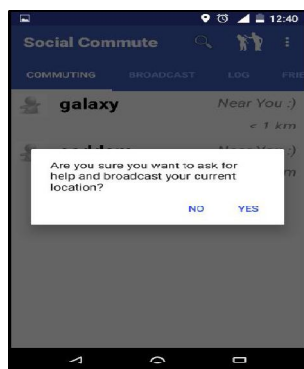 12:40
Social Commute
COMMUTING BROADCAST LOG FRIE
galaxy Near You :)
< 1 km
Are you sure you want to ask for
help and broadcast your current
location?
NO YES